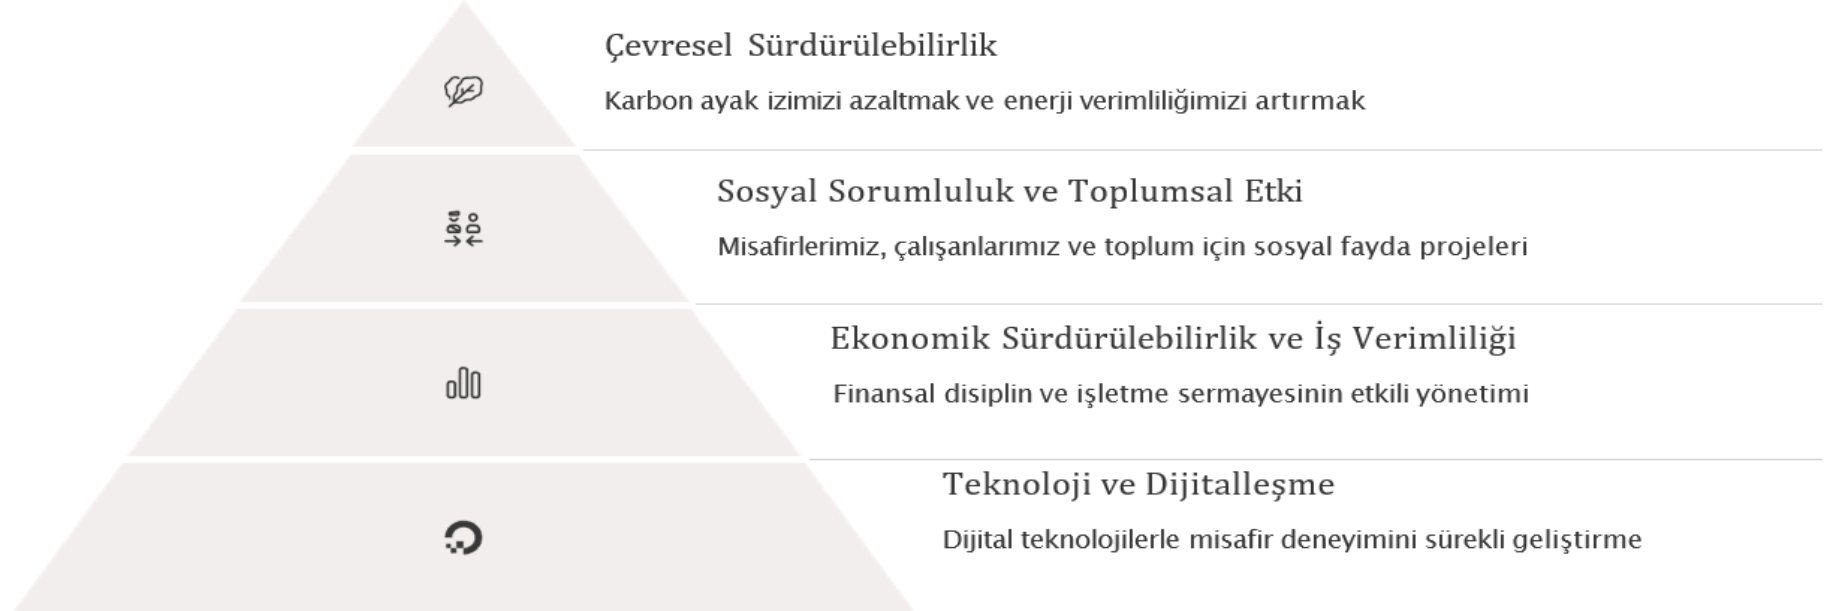 Çevresel Sürdürülebilirlik
Karbon ayak izimizi azaltmak ve enerji verimliliğimizi artırmak
Sosyal Sorumluluk ve Toplumsal Etki
Misafirlerimiz, çalışanlarımız ve toplum için sosyal fayda projeleri
Ekonomik Sürdürülebilirlik ve İş Verimliliği
Finansal disiplin ve işletme sermayesinin etkili yönetimi
Teknoloji ve Dijitalleşme
Dijital teknolojilerle misafir deneyimini sürekli geliştirme